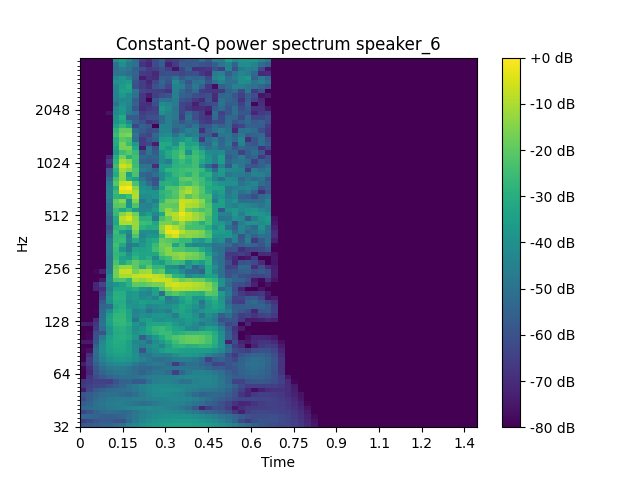 Constant-Q power spectrum speaker_6
Hz
2048
1024
512
256
128
64
32
0 0.15 0.3 0.45 0.6 0.75 0.9 1.1 1.2 1.4
Time
+0 dB
-10 dB
-20 dB
-30 dB
-40 dB
-50 dB
-60 dB
-70 dB
-80 dB